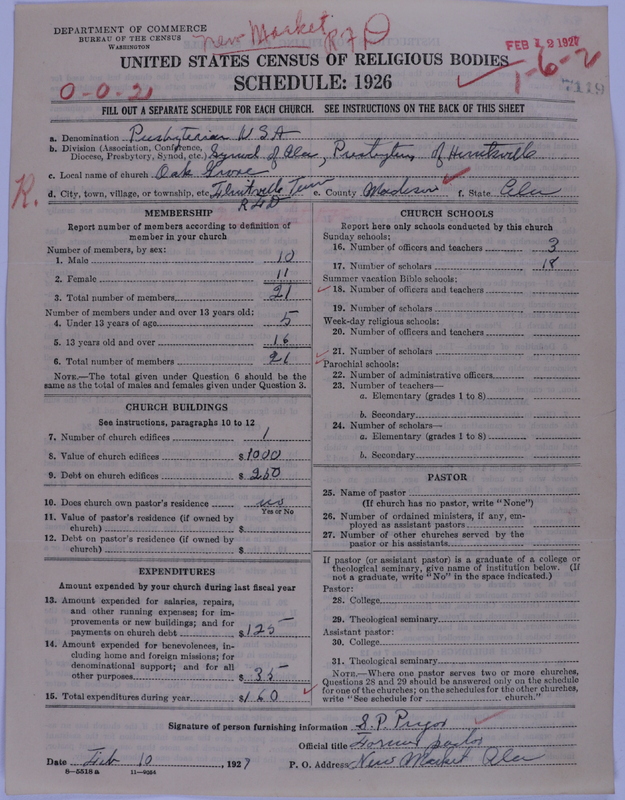 DEPARTMENT OF COMMERCE
BUREAU OF THE CENSUS
WASHINGTON
New Market RFD
FEB 12 1927
UNITED STATES CENSUS OF RELIGIOUS BODIES
SCHEDULE: 1926
0-0-21
1-6-2
7119
FILL OUT A SEPARATE SCHEDULE FOR EACH CHURCH. SEE INSTRUCTIONS ON THE BACK OF THIS SHEET
a. Denomination Presbyterian U.S.A
b. Division (Association, Conference, Diocese, Presbytery, Synod, etc.) Synod of Ala, Presbytery of Huntsville
c. Local name of church Oak Grove
R.
d. City, town, village, or township, etc. Flintville Tenn e. County Madison f. State Ala
RFD
MEMBERSHIP
Report number of members according to definition of
member in your church
Number of members, by sex:
1. Male 10
2. Female 11
3. Total number of members 21
Number of members under and over 13 years old:
4. Under 13 years of age 5
5. 13 years old and over 16
6. Total number of members 21
NOTE.—The total given under Question 6 should be
same as the total of males and females given under Question 3.
CHURCH BUILDINGS
See instructions, paragraphs 10 to 12
7. Number of church edifices 1
8. Value of church edifices $ 1000
9. Debt on church edifices $ 250
10. Does church own pastor's residence no
Yes or No
11. Value of pastor's residence (if owned by
church) $
12. Debt on pastor's residence (if owned by
church) $
EXPENDITURES
Amount expended by your church during last fiscal year
13. Amount expended for salaries, repairs,
and other running expenses; for im-
provements or new buildings; and for
payments on church debt $ 125
14. Amount expended for benevolences, in-
cluding home and foreign missions; for
denominational support; and for all
other purposes $ 35
15. Total expenditures during year $ 160
CHURCH SCHOOLS
Report here only schools conducted by this church
Sunday schools:
16. Number of officers and teachers 3
17. Number of scholars 18
Summer vacation Bible schools:
18. Number of officers and teachers
19. Number of scholars
Week-day religious schools:
20. Number of officers and teachers
21. Number of scholars
Parochial schools:
22. Number of administrative officers
23. Number of teachers—
a. Elementary (grades 1 to 8)
b. Secondary
24. Number of scholars—
a. Elementary (grades 1 to 8)
b. Secondary
PASTOR
25. Name of pastor
(If church has no pastor, write "None")
26. Number of ordained ministers, if any, em-
ployed as assistant pastors
27. Number of other churches served by the
pastor or his assistants
If pastor (or assistant pastor) is a graduate of a college or
theological seminary, give name of institution below. (If
not a graduate, write "No" in the space indicated.)
Pastor:
28. College
29. Theological seminary
Assistant pastor:
30. College
31. Theological seminary
NOTE.—Where one pastor serves two or more churches,
Questions 28 and 29 should be answered only on the schedule
for one of the churches; on the schedules for the other churches,
write "See schedule for church."
Signature of person furnishing information S.P. Pryor
Official title Former pastor
Date Feb 10, 1927 P. O. Address New Market Ala
8—5518 a 11—9064